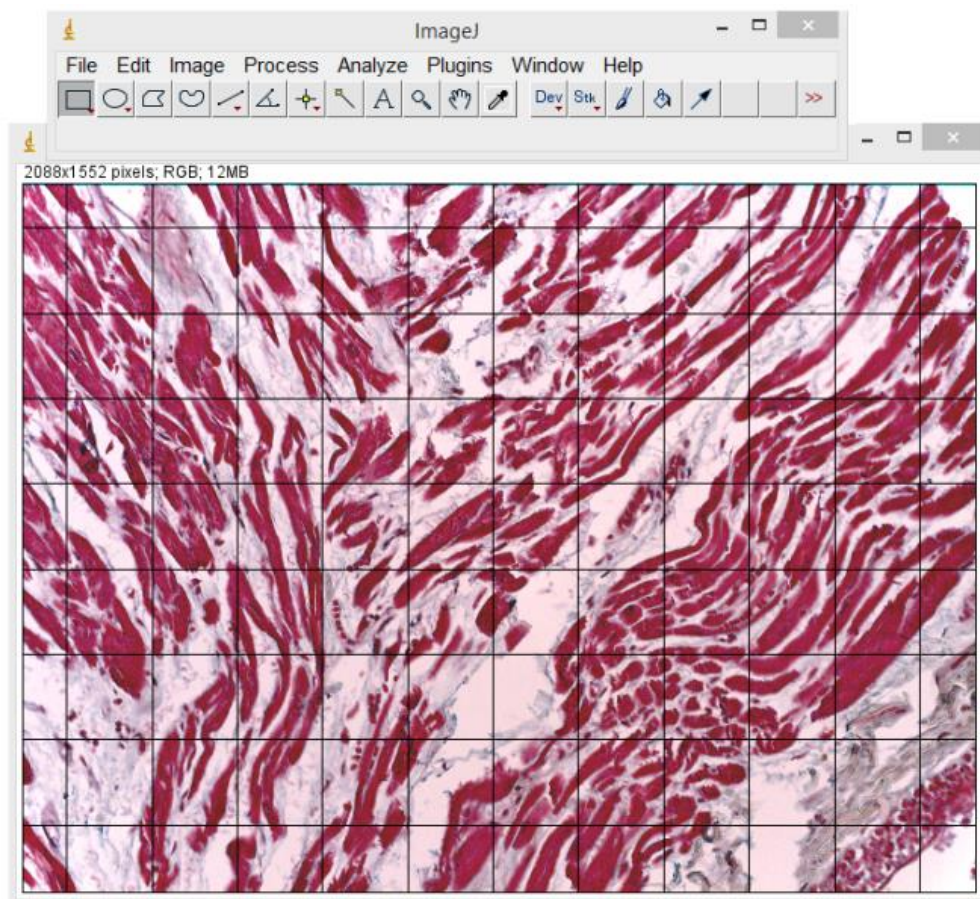 ImageJ
File Edit Image Process Analyze Plugins Window Help
A Dev Stk >>
2088x1552 pixels; RGB; 12MB